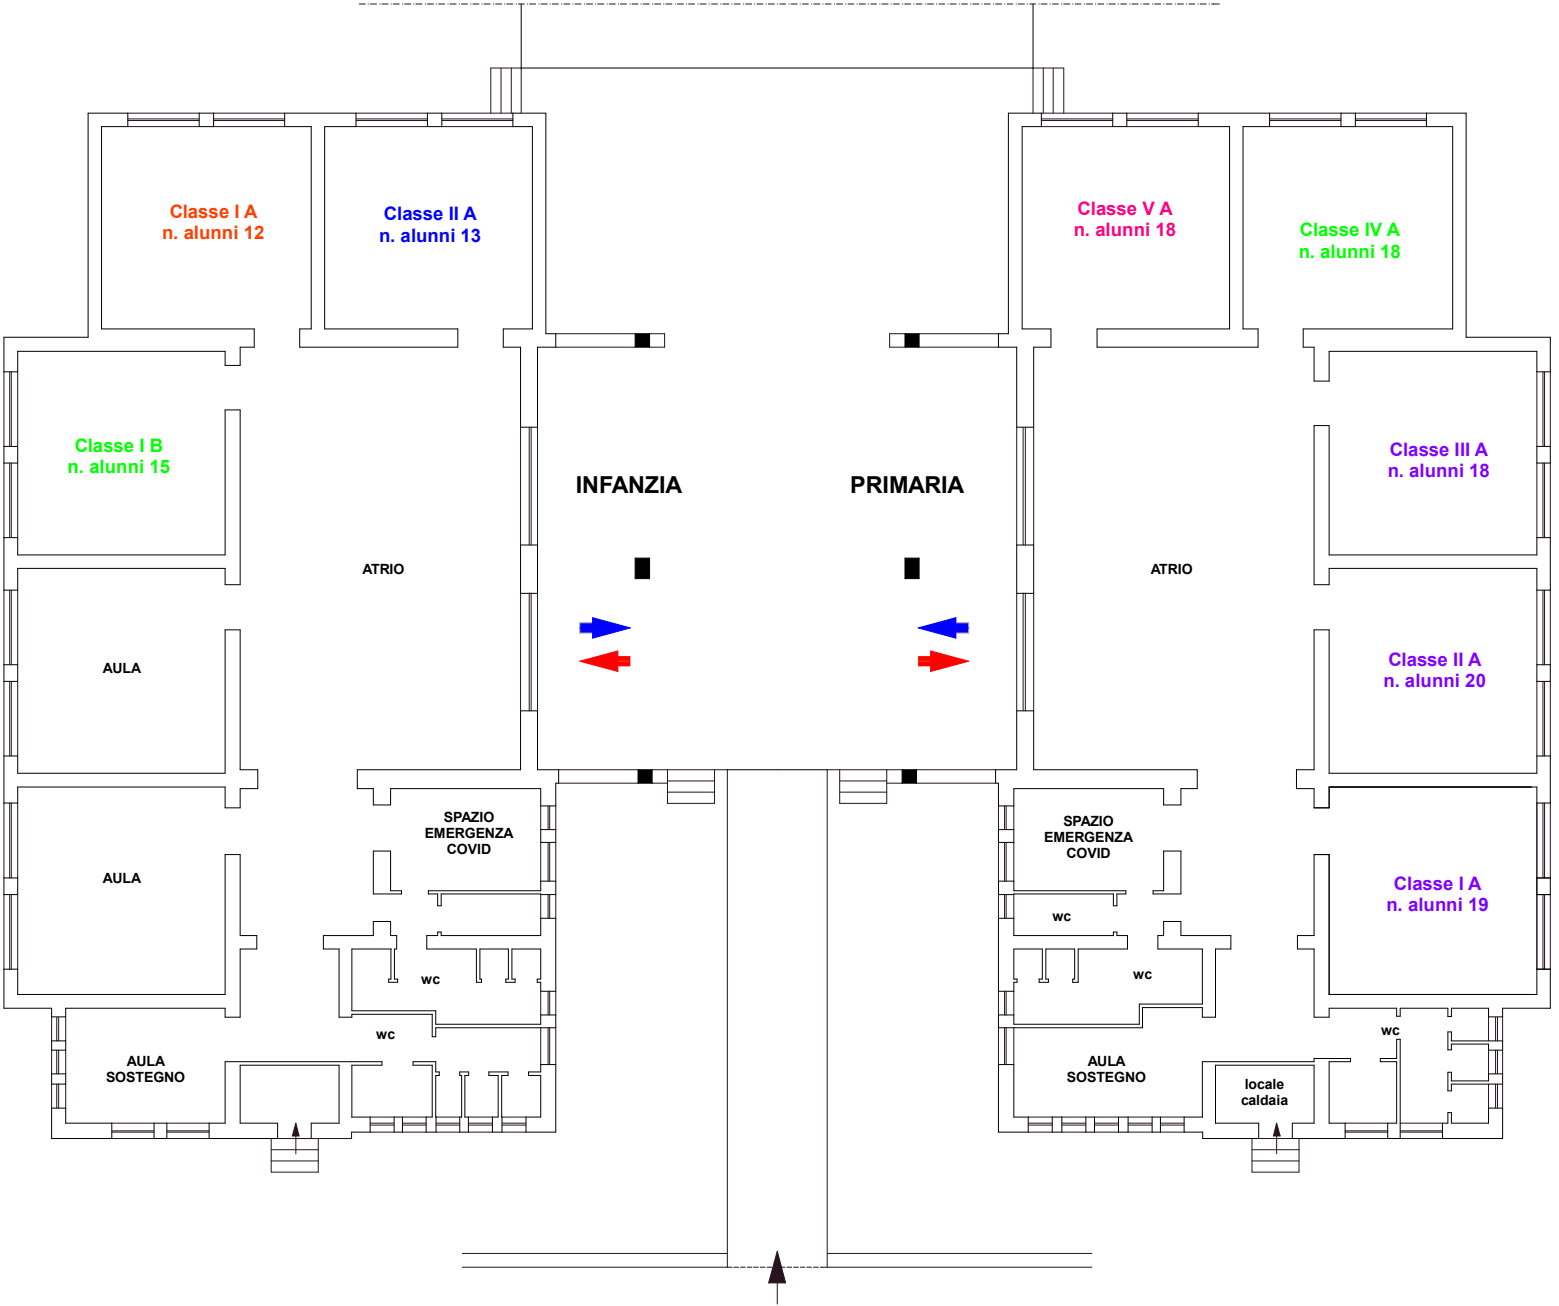 Classe I A
n. alunni 12
Classe II A
n. alunni 13
Classe V A
n. alunni 18
Classe IV A
n. alunni 18
Classe I B
n. alunni 15
INFANZIA
PRIMARIA
Classe III A
n. alunni 18
ATRIO
ATRIO
AULA
Classe II A
n. alunni 20
SPAZIO
EMERGENZA
COVID
SPAZIO
EMERGENZA
COVID
AULA
Classe I A
n. alunni 19
wc
wc
wc
wc
wc
AULA
SOSTEGNO
AULA
SOSTEGNO
locale
caldaia